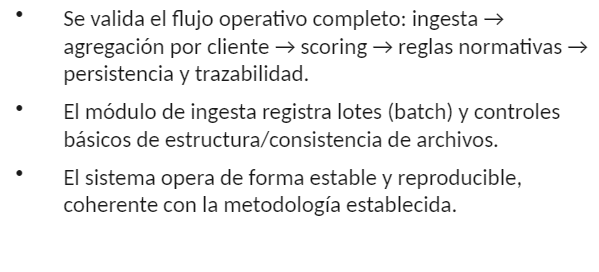 • Se valida el flujo operativo completo: ingesta →
agregación por cliente → scoring → reglas normativas →
persistencia y trazabilidad.
• El módulo de ingesta registra lotes (batch) y controles
básicos de estructura/consistencia de archivos.
• El sistema opera de forma estable y reproducible,
coherente con la metodología establecida.